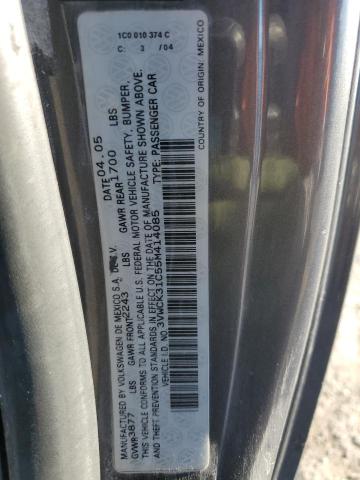 1C0 010 374 C
C: 3 /04
MANUFACTURED BY VOLKSWAGEN DE MEXICO S.A. DE C.V. DATE 04.05
GVWR 3877 LBS GAWR FRONT 2243 LBS GAWR REAR 1700 LBS
THIS VEHICLE CONFORMS TO ALL APPLICABLE U.S. FEDERAL MOTOR VEHICLE SAFETY, BUMPER,
AND THEFT PREVENTION STANDARDS IN EFFECT ON THE DATE OF MANUFACTURE SHOWN ABOVE.
VEHICLE I.D. NO. 3VWCK31C55M414085 TYPE: PASSENGER CAR
COUNTRY OF ORIGIN: MEXICO